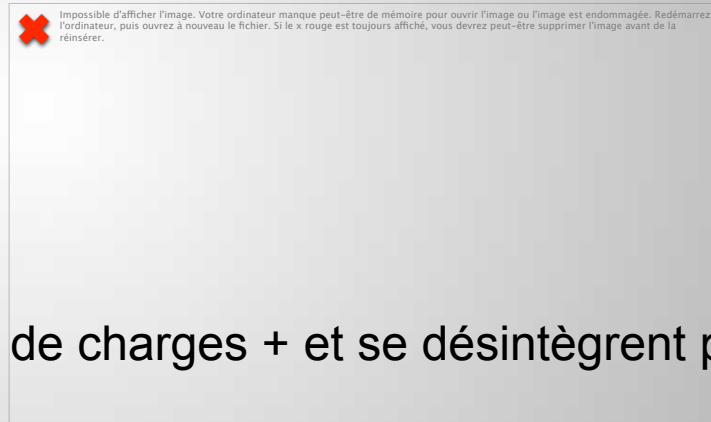 Impossible d'afficher l'image. Votre ordinateur manque peut-être de mémoire pour ouvrir l'image ou l'image est endommagée. Redémarrez
l'ordinateur, puis ouvrez à nouveau le fichier. Si le x rouge est toujours affiché, vous devrez peut-être supprimer l'image avant de la
réinsérer.
de charges + et se désintègrent p